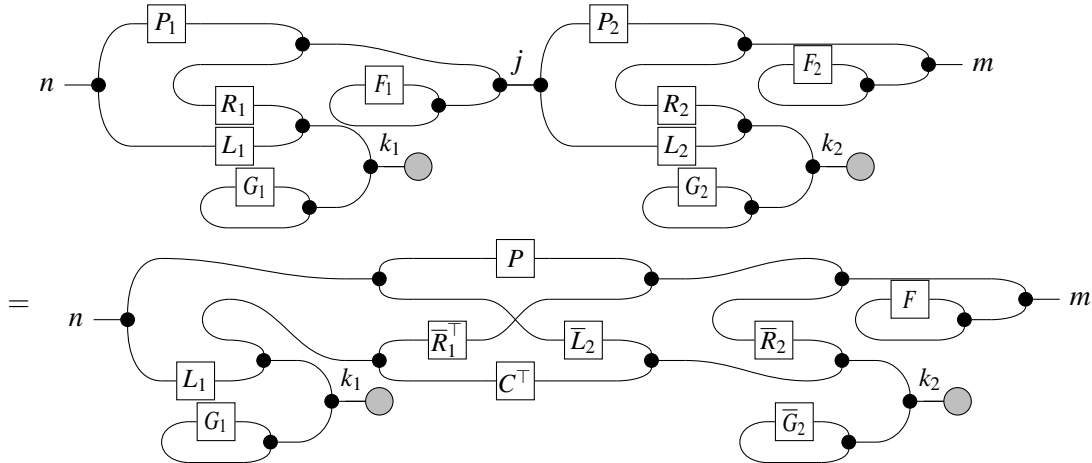 P₁ P₂
n j F₁ F₂ m
R₁ R₂
L₁ k₁ L₂ k₂
G₁ G₂
P
= n F m
R̅₁⊤ L̅₂ R̅₂
L₁ k₁ C⊤ k₂
G₁ G̅₂